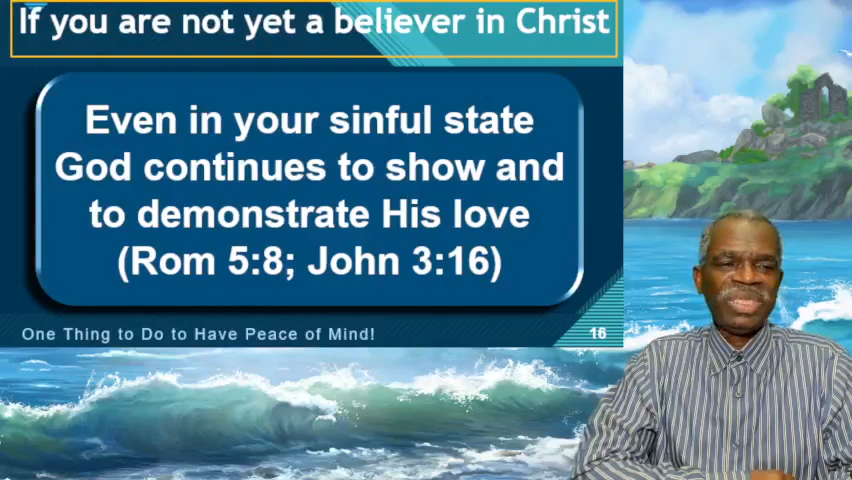 If you are not yet a believer in Christ
Even in your sinful state
God continues to show and
to demonstrate His love
(Rom 5:8; John 3:16)
One Thing to Do to Have Peace of Mind!
16